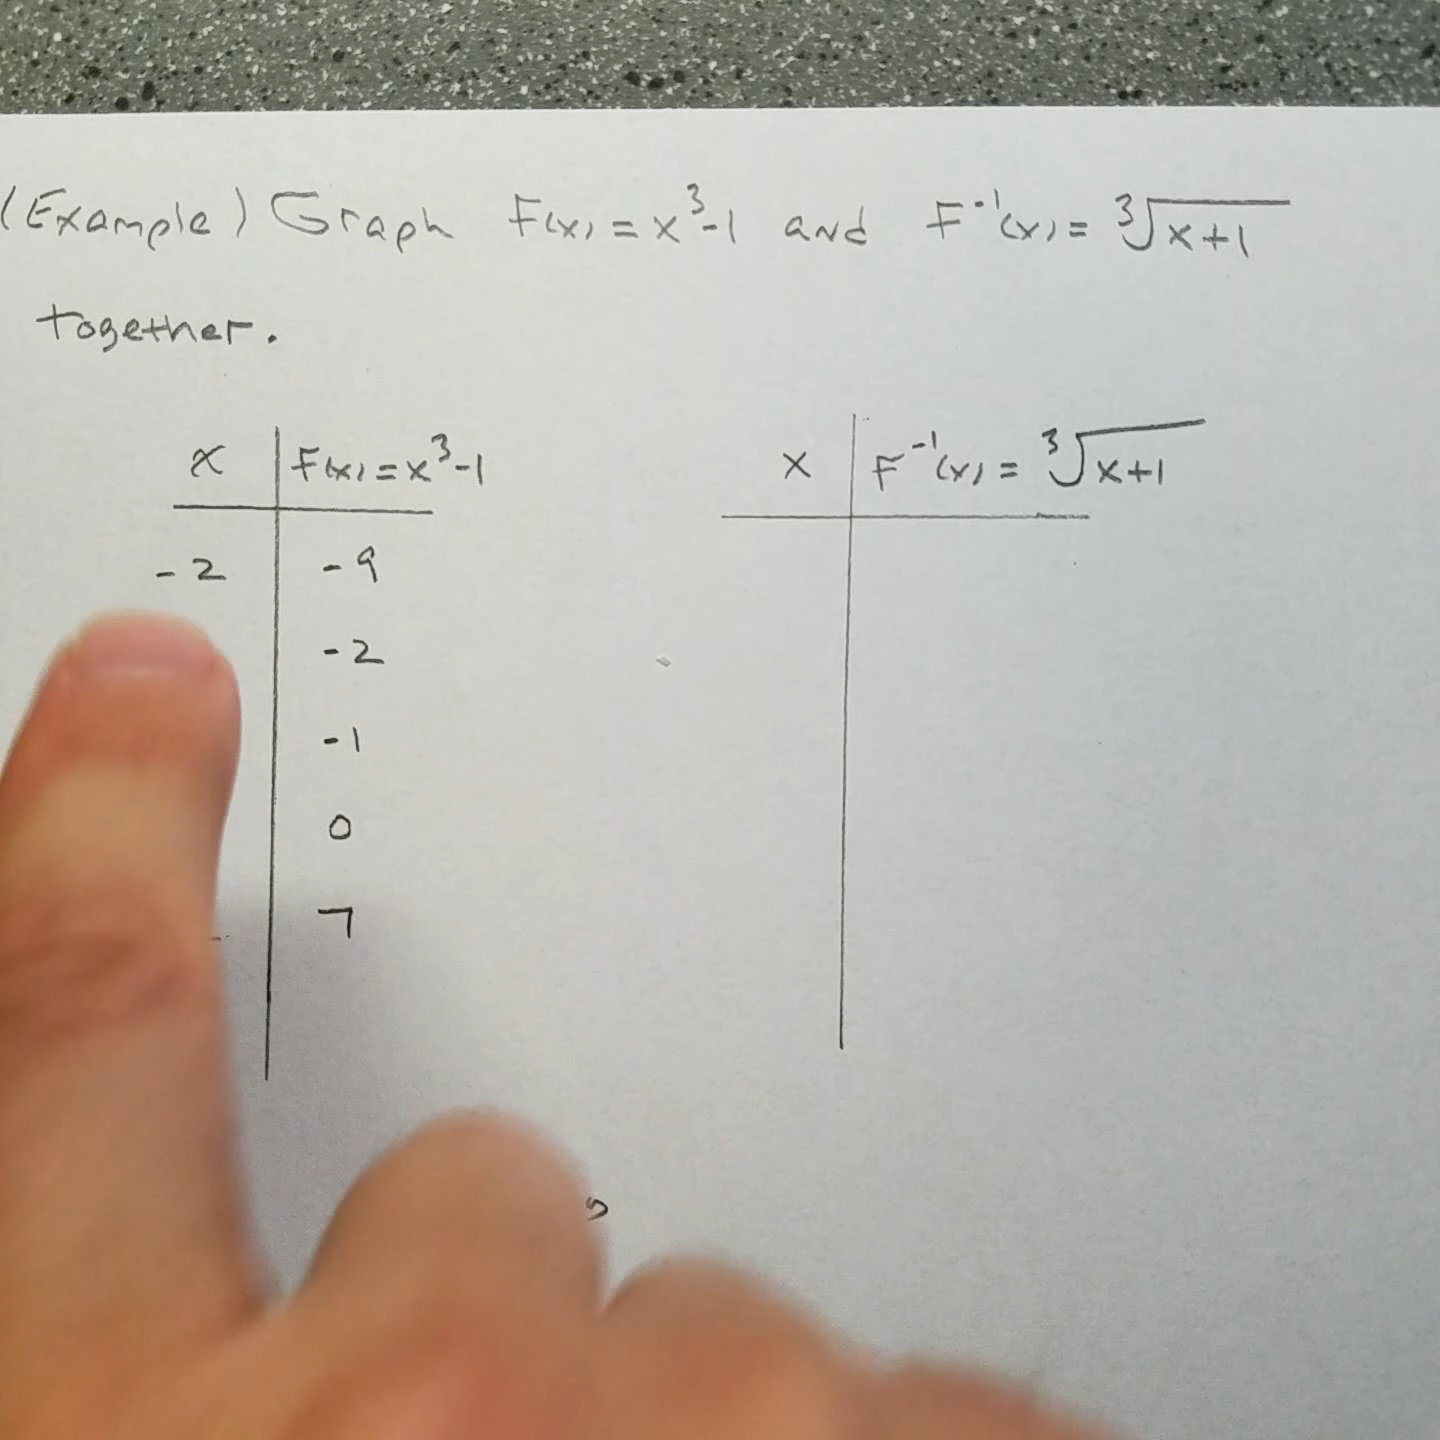 (Example) Graph F(x) = x³-1 and F⁻¹(x) = ∛x+1
together.
x F(x) = x³-1 x F⁻¹(x) = ∛x+1
-2 -9
-2
-1
0
7